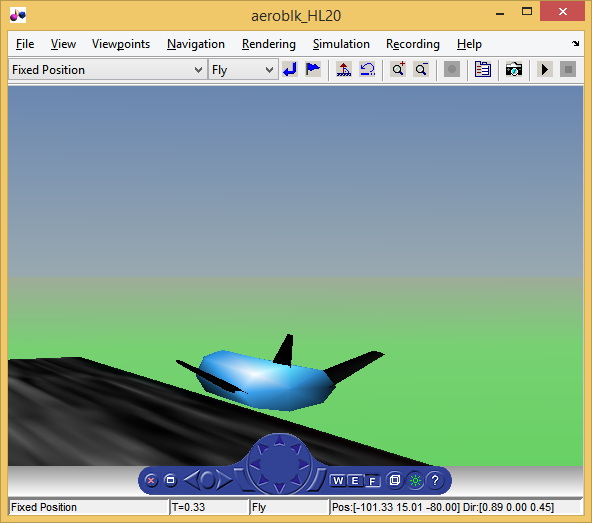 aeroblk_HL20
File View Viewpoints Navigation Rendering Simulation Recording Help
Fixed Position Fly
W E F ?
Fixed Position T=0.33 Fly Pos:[-101.33 15.01 -80.00] Dir:[0.89 0.00 0.45]